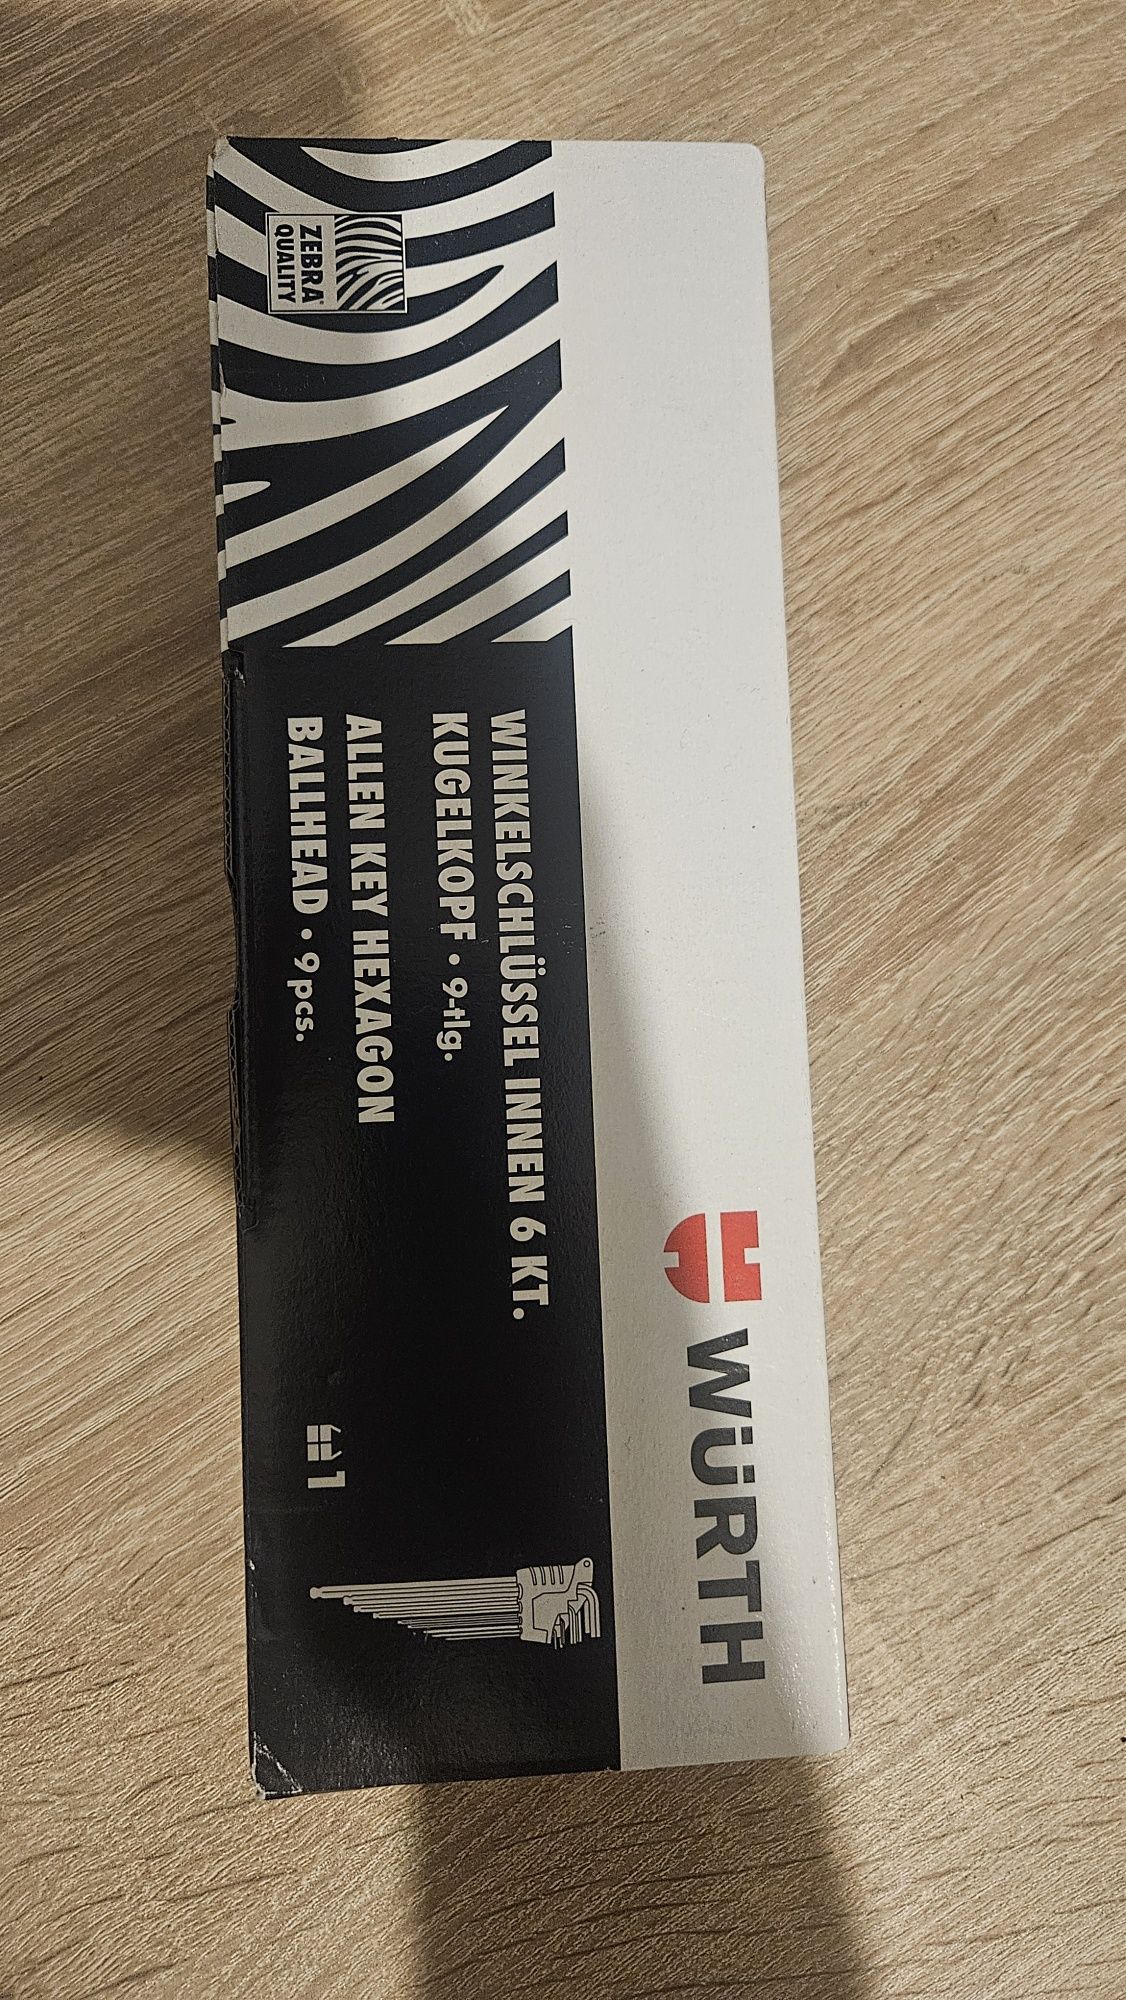 WÜRTH
ZEBRA®
QUALITY
WINKELSCHLÜSSEL INNEN 6 KT.
KUGELKOPF • 9-tlg.
ALLEN KEY HEXAGON
BALLHEAD • 9 pcs.
1